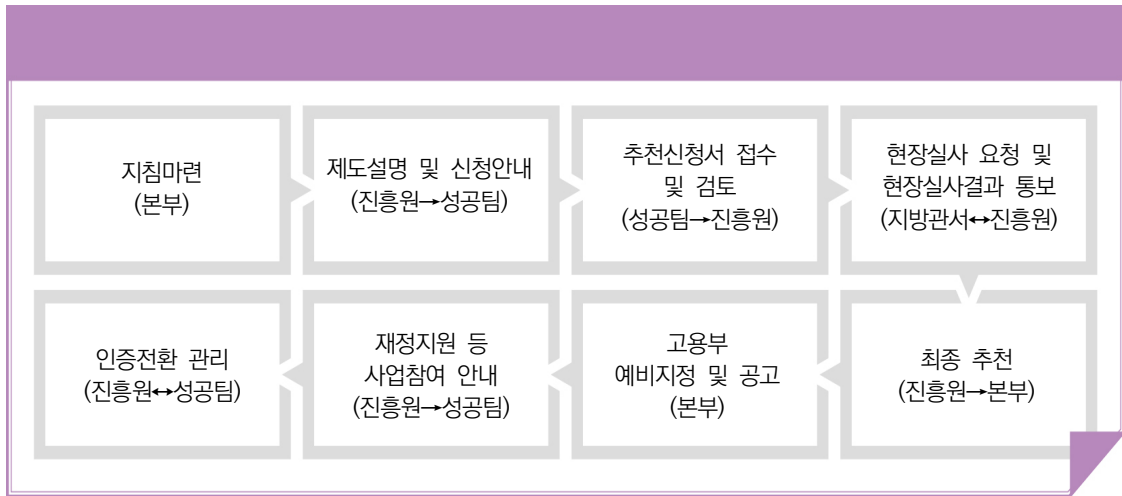 지침마련
(본부)
제도설명 및 신청안내
(진흥원→성공팀)
추천신청서 접수
및 검토
(성공팀→진흥원)
현장실사 요청 및
현장실사결과 통보
(지방관서↔진흥원)
최종 추천
(진흥원→본부)
고용부
예비지정 및 공고
(본부)
재정지원 등
사업참여 안내
(진흥원→성공팀)
인증전환 관리
(진흥원↔성공팀)